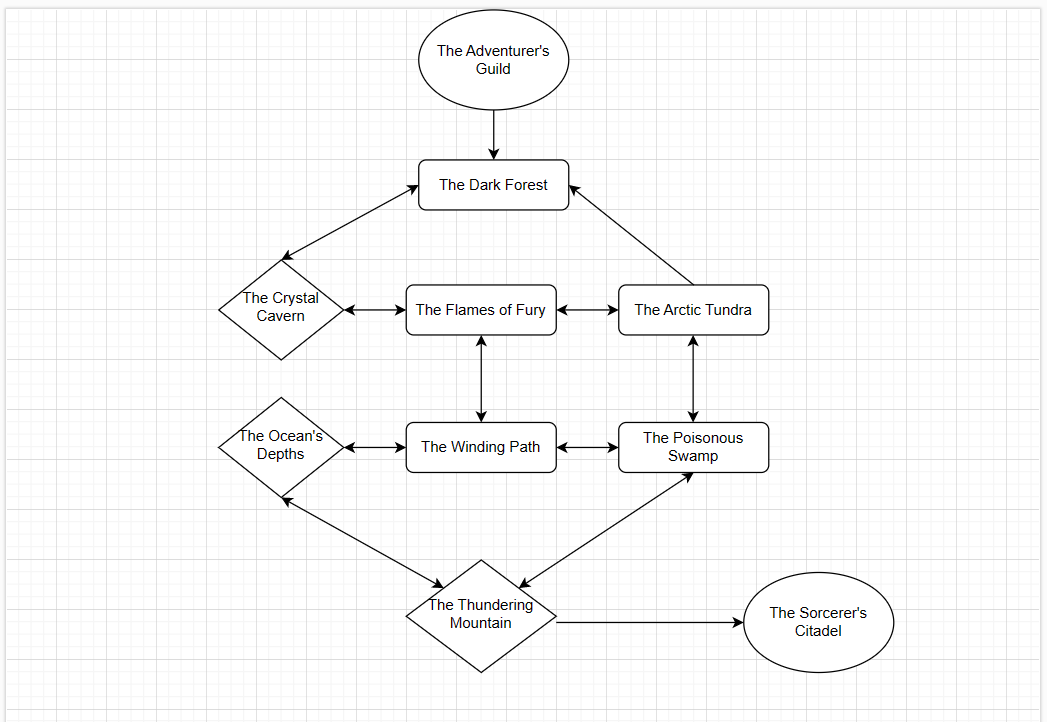 The Adventurer's
Guild
The Dark Forest
The Crystal
Cavern
The Flames of Fury
The Arctic Tundra
The Ocean's
Depths
The Winding Path
The Poisonous
Swamp
The Thundering
Mountain
The Sorcerer's
Citadel